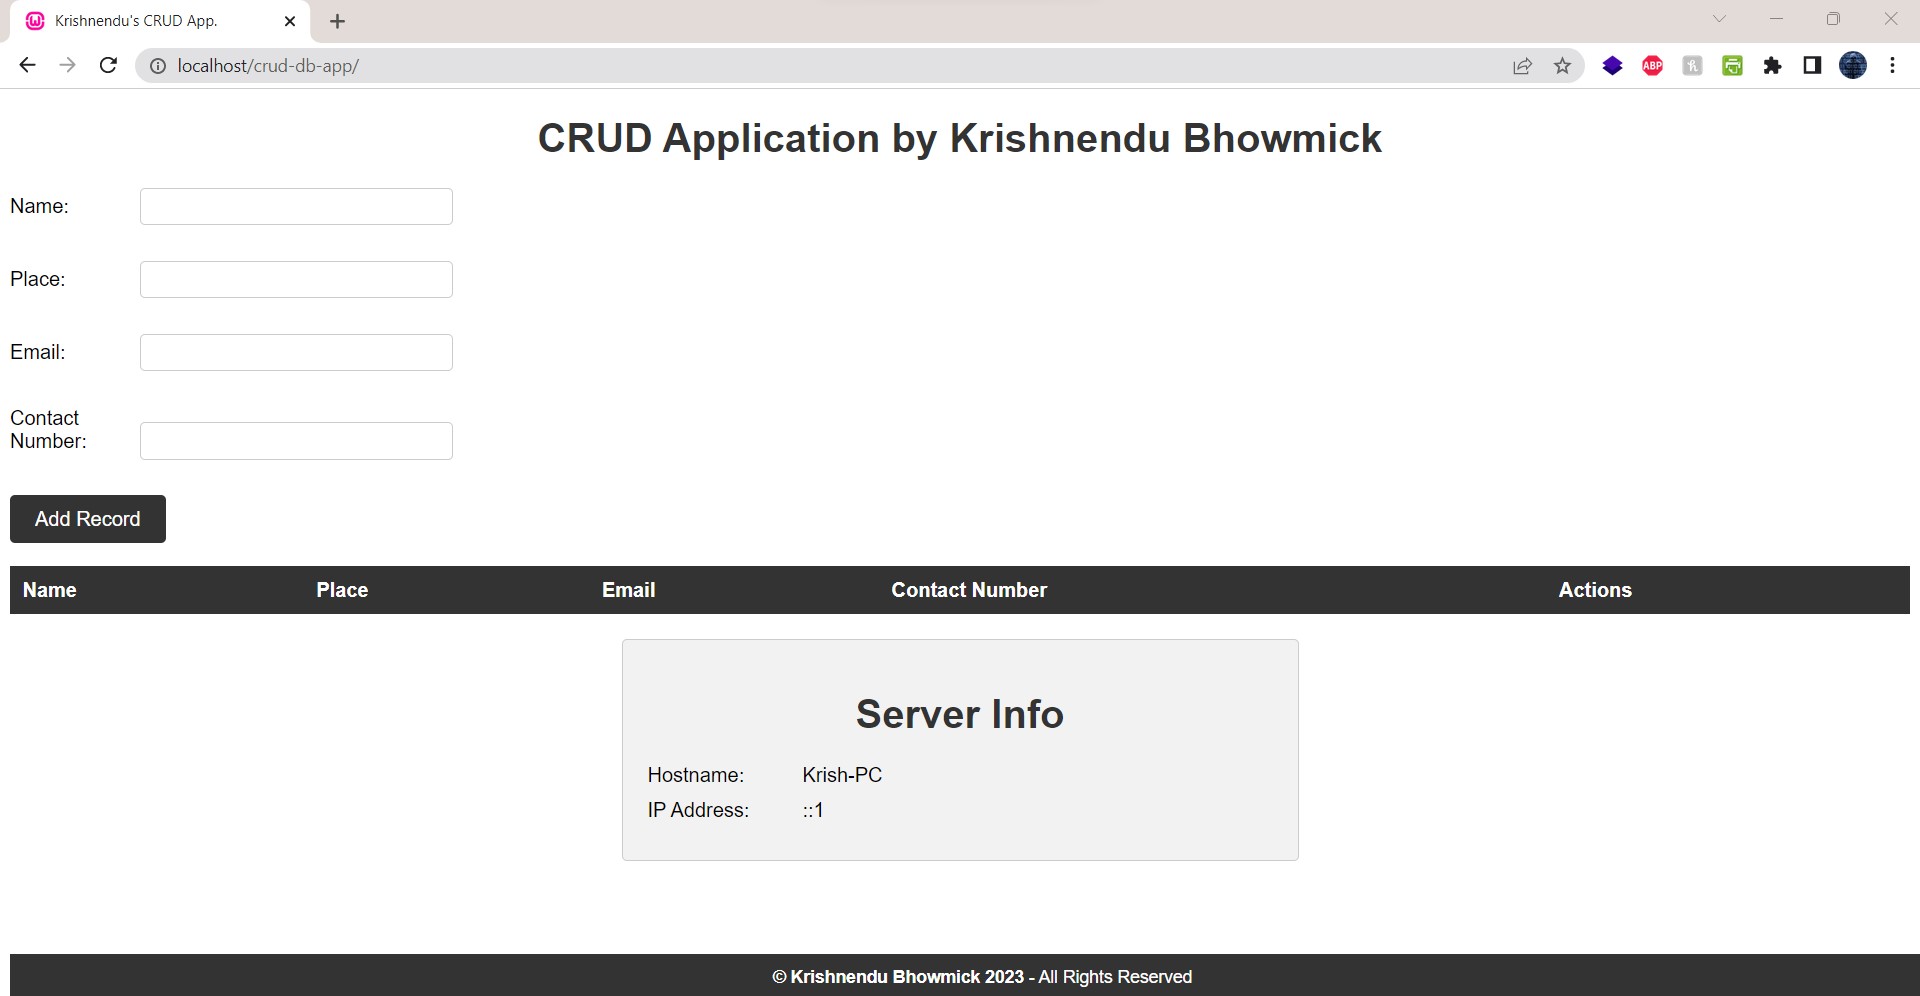 Krishnendu's CRUD App.
localhost/crud-db-app/
ABP
CRUD Application by Krishnendu Bhowmick
Name:
Place:
Email:
Contact
Number:
Add Record
Name Place Email Contact Number Actions
Server Info
Hostname: Krish-PC
IP Address: ::1
© Krishnendu Bhowmick 2023 - All Rights Reserved